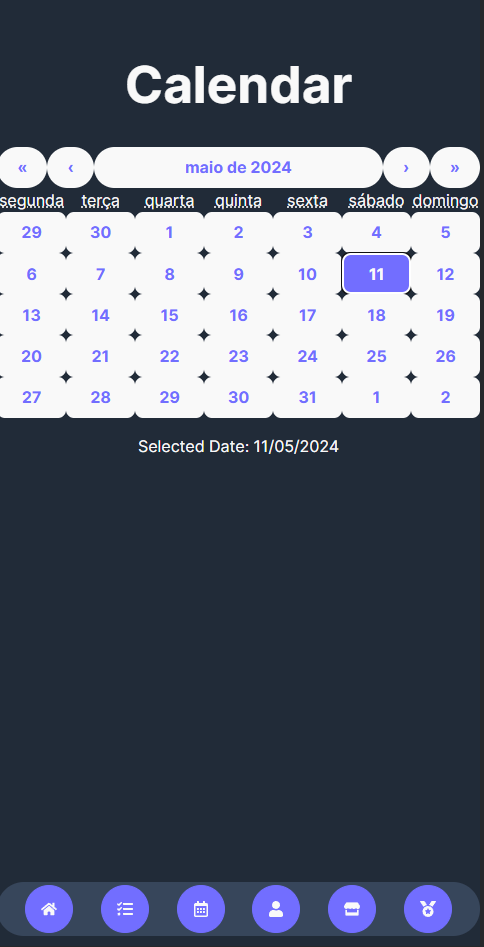 Calendar
« ‹ maio de 2024 › »
segunda terça quarta quinta sexta sábado domingo
29 30 1 2 3 4 5
6 7 8 9 10 11 12
13 14 15 16 17 18 19
20 21 22 23 24 25 26
27 28 29 30 31 1 2
Selected Date: 11/05/2024